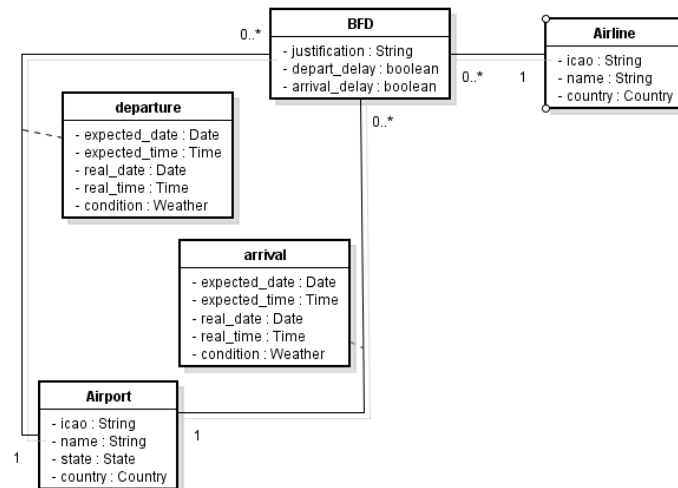 BFD
- justification : String
- depart_delay : boolean
- arrival_delay : boolean
Airline
- icao : String
- name : String
- country : Country
0..*
0..*
1
0..*
departure
- expected_date : Date
- expected_time : Time
- real_date : Date
- real_time : Time
- condition : Weather
arrival
- expected_date : Date
- expected_time : Time
- real_date : Date
- real_time : Time
- condition : Weather
Airport
- icao : String
- name : String
- state : State
- country : Country
1
1